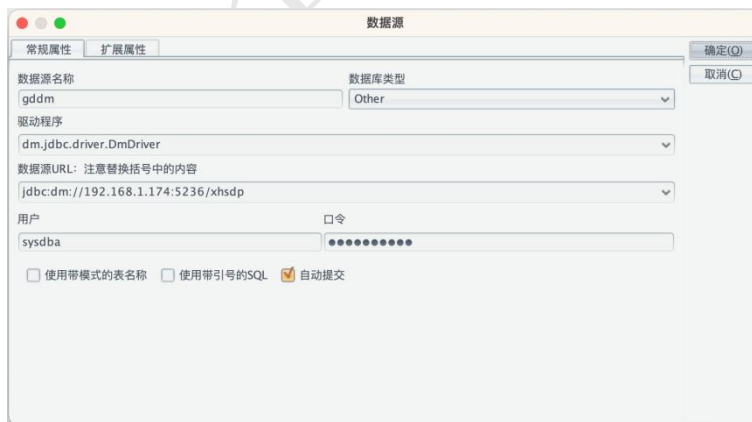 数据源
常规属性 扩展属性
确定(O)
取消(C)
数据源名称 数据库类型
gddm Other
驱动程序
dm.jdbc.driver.DmDriver
数据源URL：注意替换括号中的内容
jdbc:dm://192.168.1.174:5236/xhsdp
用户 口令
sysdba ●●●●●●●●●●
使用带模式的表名称 使用带引号的SQL 自动提交